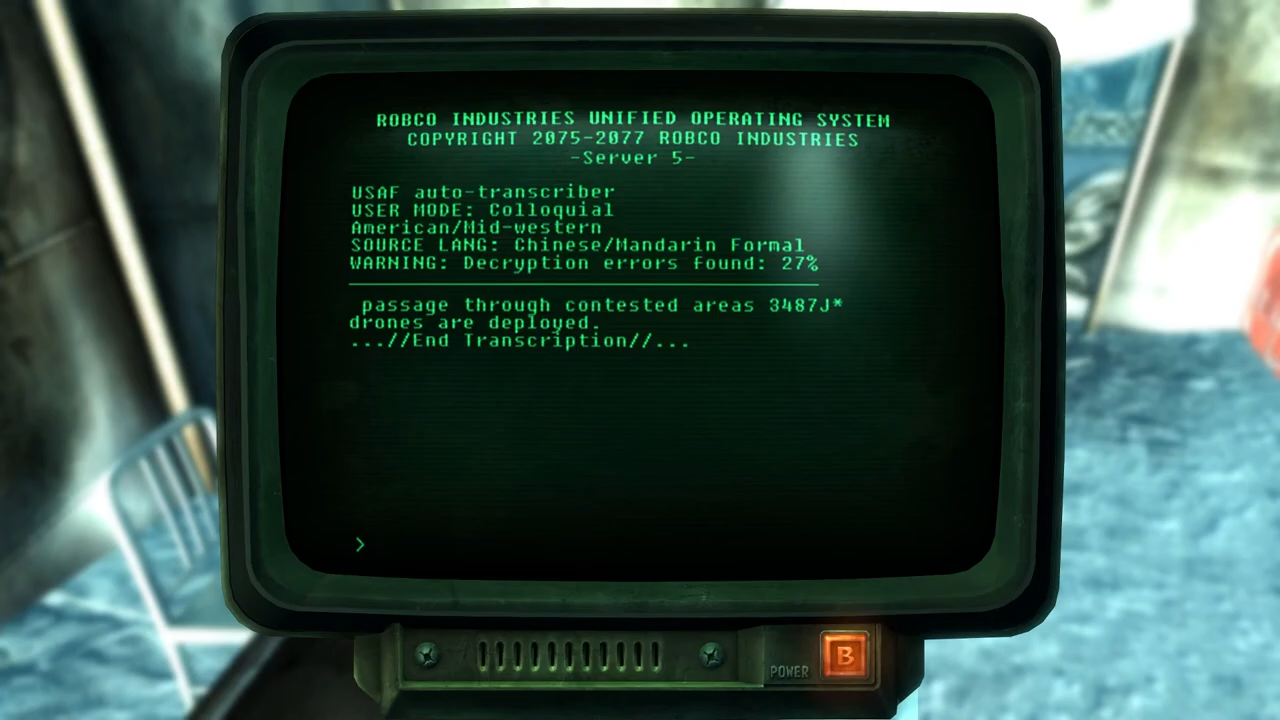 ROBCO INDUSTRIES UNIFIED OPERATING SYSTEM
COPYRIGHT 2075-2077 ROBCO INDUSTRIES
-Server 5-
USAF auto-transcriber
USER MODE: Colloquial
American/Mid-western
SOURCE LANG: Chinese/Mandarin Formal
WARNING: Decryption errors found: 27%
passage through contested areas 3487J*
drones are deployed.
...//End Transcription//...
>
POWER B